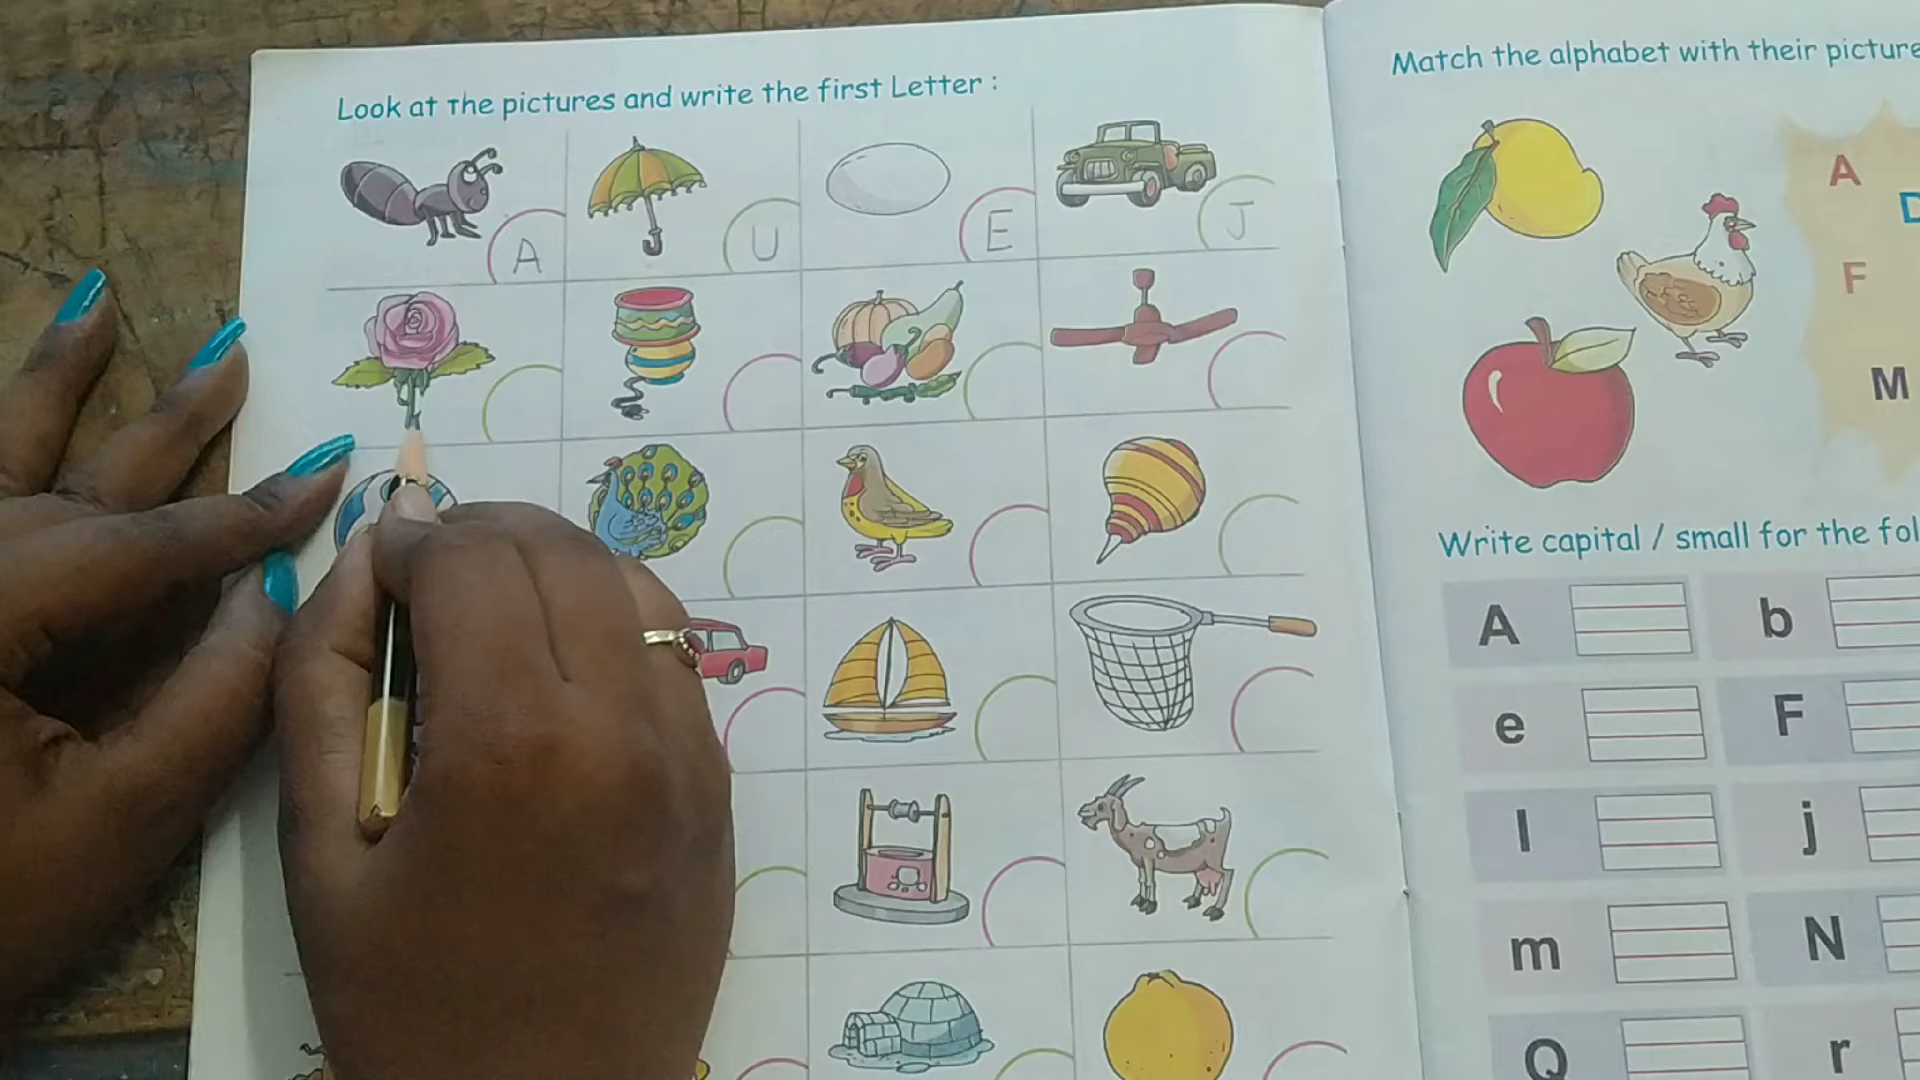 Look at the pictures and write the first Letter :
A U E J
Match the alphabet with their picture
A
D
F
M
Write capital / small for the fol
A b
e F
I j
m N
Q r